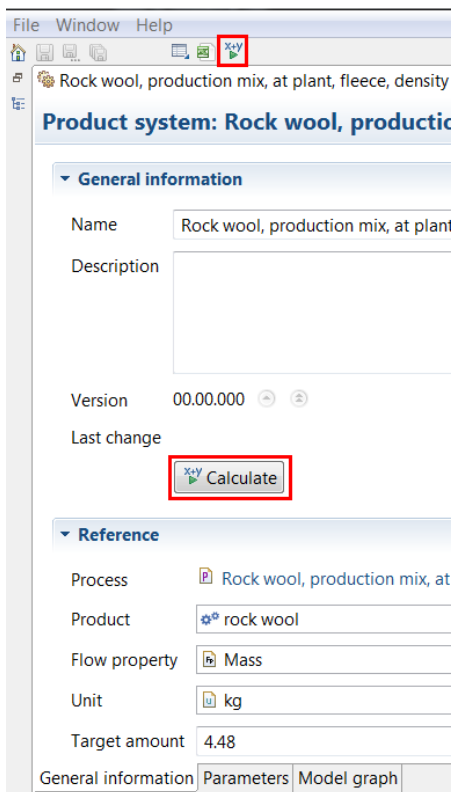 File Window Help
x+y
Rock wool, production mix, at plant, fleece, density
Product system: Rock wool, productio
General information
Name Rock wool, production mix, at plant
Description
Version 00.00.000
Last change
x+y Calculate
Reference
Process P Rock wool, production mix, at
Product rock wool
Flow property Fp Mass
Unit u kg
Target amount 4.48
General information Parameters Model graph